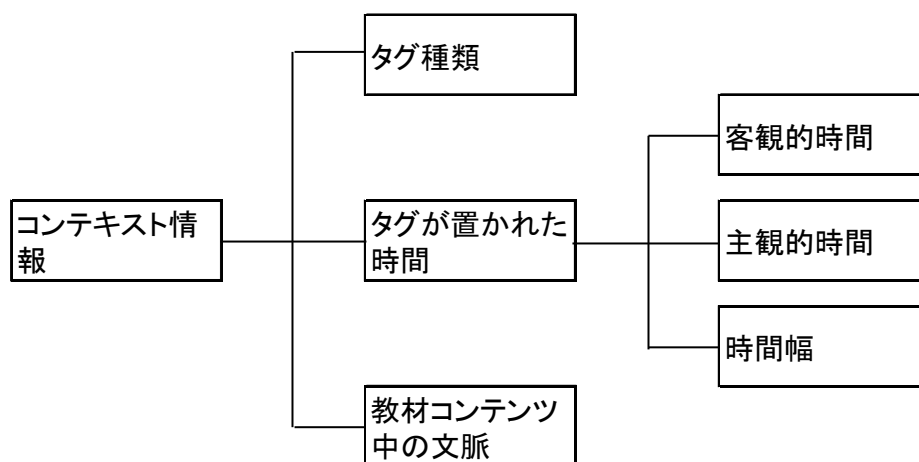 タグ種類
客観的時間
コンテキスト情
報
タグが置かれた
時間
主観的時間
時間幅
教材コンテンツ
中の文脈